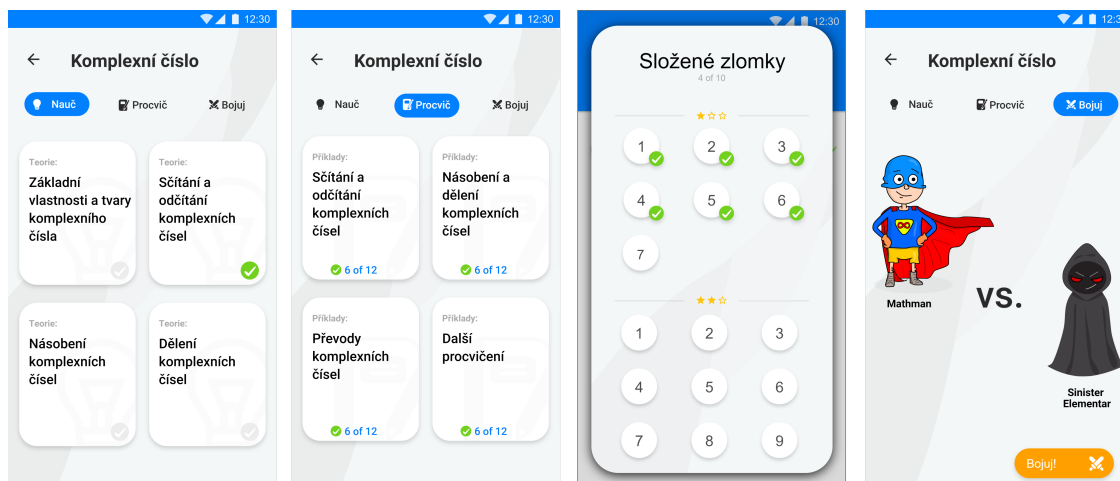 12:30
Komplexní číslo
Nauč
Procvič
Bojuj
Teorie:
Základní
vlastnosti a tvary
komplexního
čísla
Teorie:
Sčítání a
odčítání
komplexních
čísel
Teorie:
Násobení
komplexních
čísel
Teorie:
Dělení
komplexních
čísel
12:30
Komplexní číslo
Nauč
Procvič
Bojuj
Příklady:
Sčítání a
odčítání
komplexních
čísel
6 of 12
Příklady:
Násobení a
dělení
komplexních
čísel
6 of 12
Příklady:
Převody
komplexních
čísel
6 of 12
Příklady:
Další
procvičení
6 of 12
12:30
Složené zlomky
4 of 10
1 2 3
4 5 6
7
1 2 3
4 5 6
7 8 9
12:3
Komplexní číslo
Nauč
Procvič
Bojuj
Mathman
VS.
Sinister
Elementar
Bojuj!